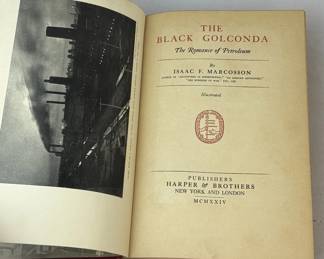 THE
BLACK GOLCONDA
The Romance of Petroleum
By
ISAAC F. MARCOSSON
Illustrated
PUBLISHERS
HARPER & BROTHERS
NEW YORK AND LONDON
MCMXXIV